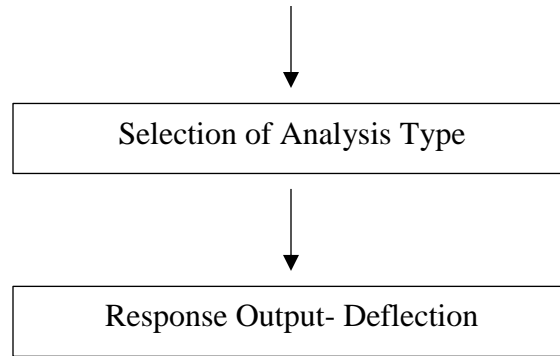 Selection of Analysis Type
Response Output- Deflection